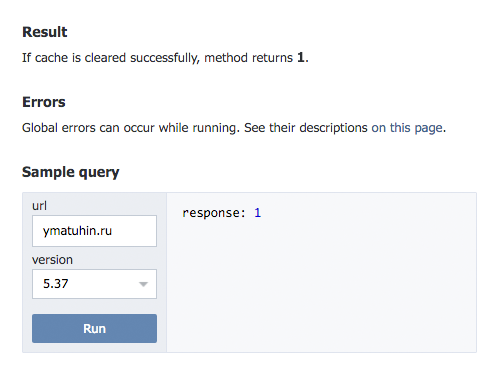 Result
If cache is cleared successfully, method returns 1.
Errors
Global errors can occur while running. See their descriptions on this page.
Sample query
url
ymatuhin.ru
version
5.37
Run
response: 1